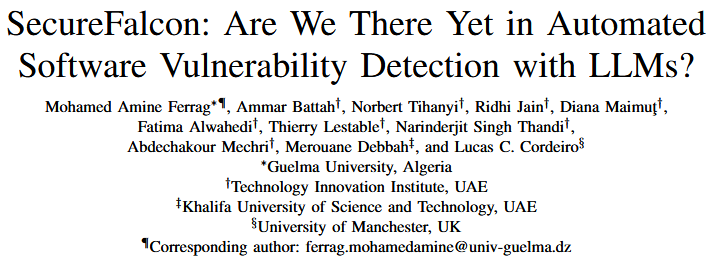 SecureFalcon: Are We There Yet in Automated
Software Vulnerability Detection with LLMs?
Mohamed Amine Ferrag*¶, Ammar Battah†, Norbert Tihanyi†, Ridhi Jain†, Diana Maimuţ†,
Fatima Alwahedi†, Thierry Lestable†, Narinderjit Singh Thandi†,
Abdechakour Mechri†, Merouane Debbah‡, and Lucas C. Cordeiro§
*Guelma University, Algeria
†Technology Innovation Institute, UAE
‡Khalifa University of Science and Technology, UAE
§University of Manchester, UK
¶Corresponding author: ferrag.mohamedamine@univ-guelma.dz